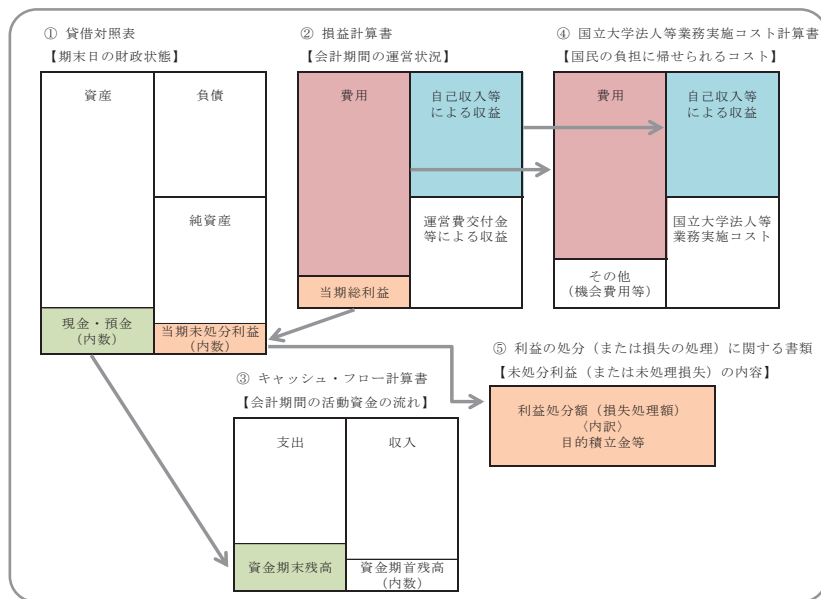 ① 貸借対照表
【期末日の財政状態】
資産
負債
純資産
現金・預金
（内数）
当期未処分利益
（内数）
② 損益計算書
【会計期間の運営状況】
費用
自己収入等
による収益
運営費交付金
等による収益
当期総利益
④ 国立大学法人等業務実施コスト計算書
【国民の負担に帰せられるコスト】
費用
自己収入等
による収益
国立大学法人等
業務実施コスト
その他
（機会費用等）
③ キャッシュ・フロー計算書
【会計期間の活動資金の流れ】
支出
収入
資金期末残高
資金期首残高
（内数）
⑤ 利益の処分（または損失の処理）に関する書類
【未処分利益（または未処理損失）の内容】
利益処分額（損失処理額）
〈内訳〉
目的積立金等